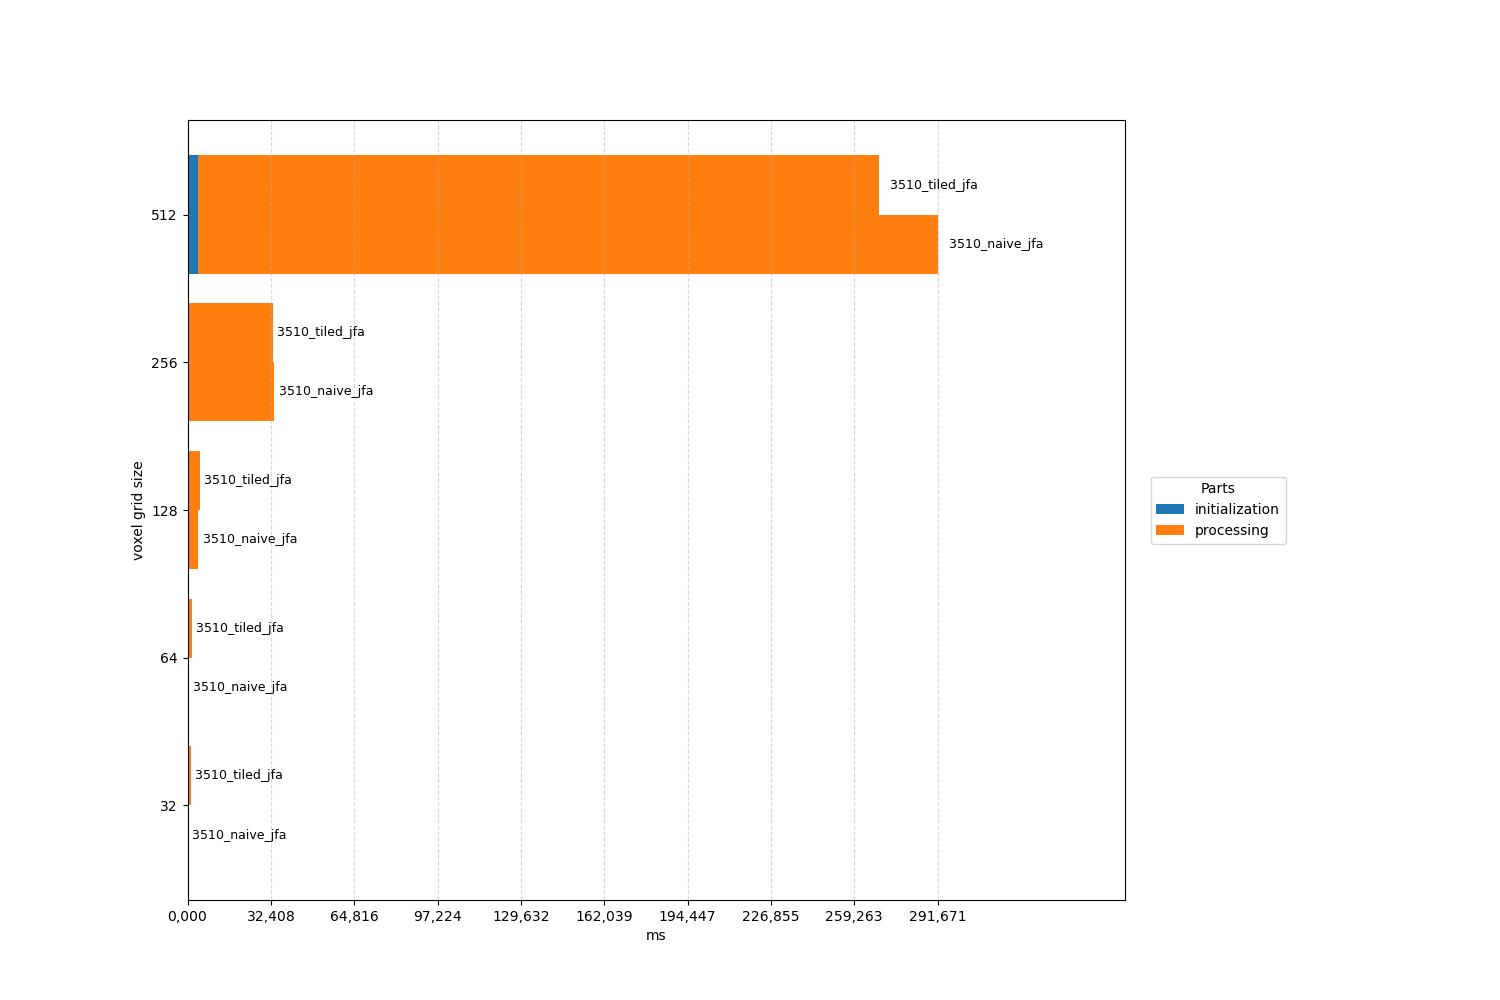 3510_tiled_jfa
512
3510_naive_jfa
3510_tiled_jfa
256
3510_naive_jfa
voxel grid size
3510_tiled_jfa
128
3510_naive_jfa
Parts
initialization
processing
3510_tiled_jfa
64
3510_naive_jfa
3510_tiled_jfa
32
3510_naive_jfa
0,000 32,408 64,816 97,224 129,632 162,039 194,447 226,855 259,263 291,671
ms